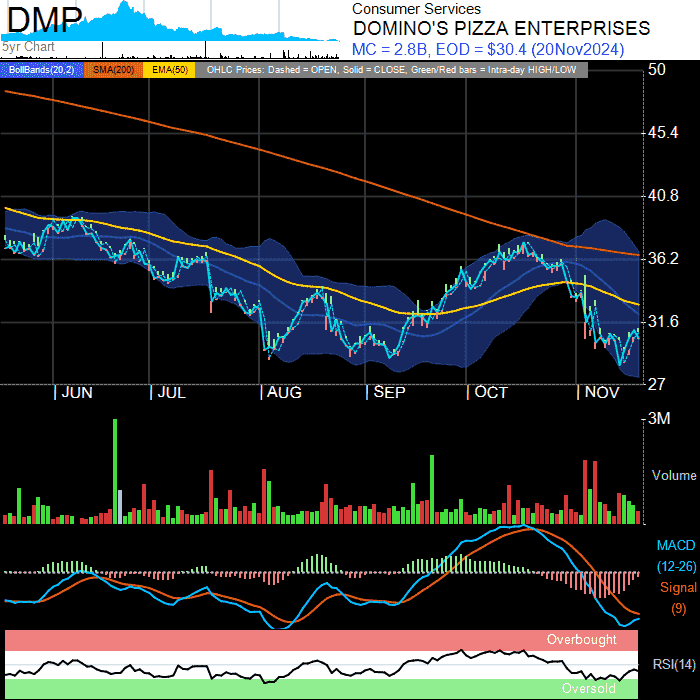 DMP
5yr Chart
Consumer Services
DOMINO'S PIZZA ENTERPRISES
MC = 2.8B, EOD = $30.4 (20Nov2024)
BollBands(20,2) SMA(200) EMA(50) OHLC Prices: Dashed = OPEN, Solid = CLOSE, Green/Red bars = Intra-day HIGH/LOW
50
45.4
40.8
36.2
31.6
27
JUN JUL AUG SEP OCT NOV
3M
Volume
MACD
(12-26)
Signal
(9)
Overbought
RSI(14)
Oversold